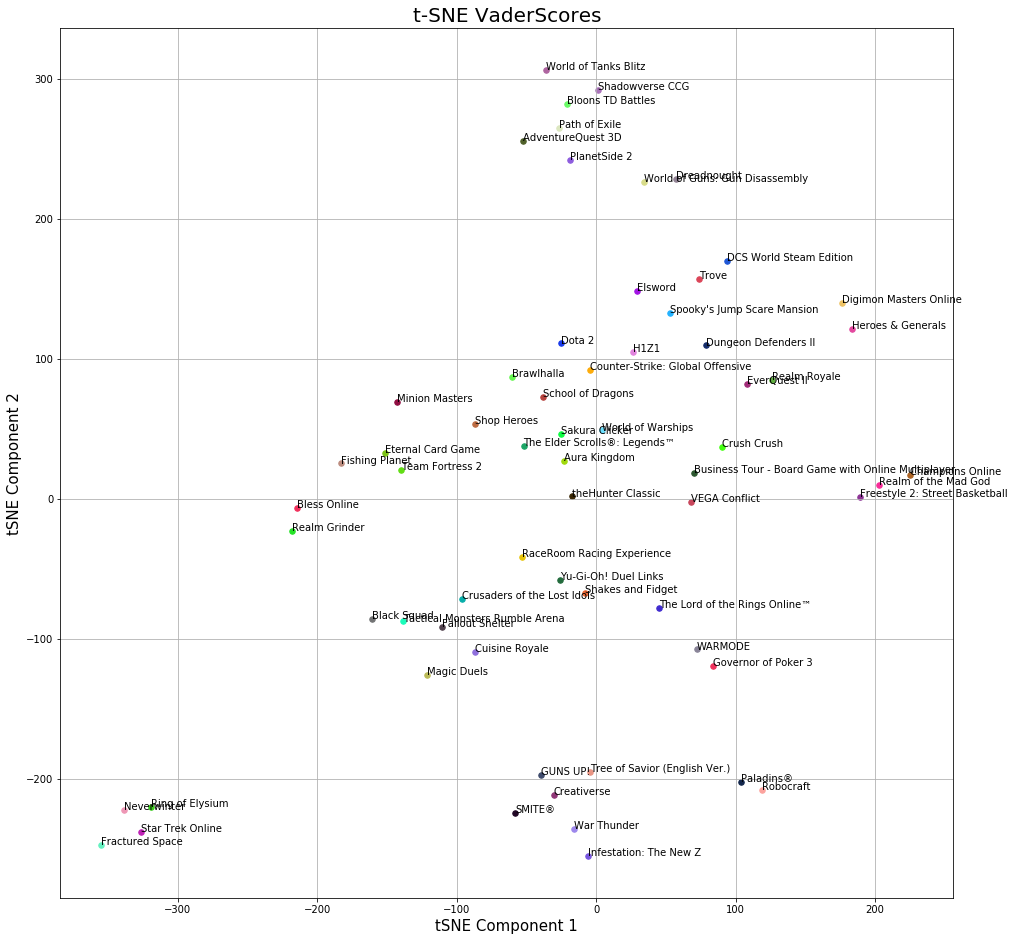 t-SNE VaderScores
World of Tanks Blitz
300
Shadowverse CCG
Bloons TD Battles
Path of Exile
AdventureQuest 3D
PlanetSide 2
Dreadnought
World of Guns: Gun Disassembly
200
DCS World Steam Edition
Trove
Elsword
Digimon Masters Online
Spooky's Jump Scare Mansion
Heroes & Generals
Dota 2
Dungeon Defenders II
H1Z1
100
Counter-Strike: Global Offensive
Brawlhalla
Realm Royale
EverQuest II
School of Dragons
Minion Masters
Shop Heroes
World of Warships
Sakura Clicker
The Elder Scrolls®: Legends™
Crush Crush
Eternal Card Game
Aura Kingdom
Fishing Planet
Team Fortress 2
Business Tour - Board Game with Online Multiplayer
Champions Online
Realm of the Mad God
Freestyle 2: Street Basketball
theHunter Classic
VEGA Conflict
0
Bless Online
Realm Grinder
RaceRoom Racing Experience
Yu-Gi-Oh! Duel Links
Shakes and Fidget
Crusaders of the Lost Idols
The Lord of the Rings Online™
Black Squad
Tactical Monsters Rumble Arena
Fallout Shelter
−100
WARMODE
Cuisine Royale
Governor of Poker 3
Magic Duels
Tree of Savior (English Ver.)
GUNS UP!
−200
Paladins®
Robocraft
Creativerse
Ring of Elysium
Neverwinter
SMITE®
Star Trek Online
War Thunder
Fractured Space
Infestation: The New Z
tSNE Component 2
−300
−200
−100
0
100
200
tSNE Component 1